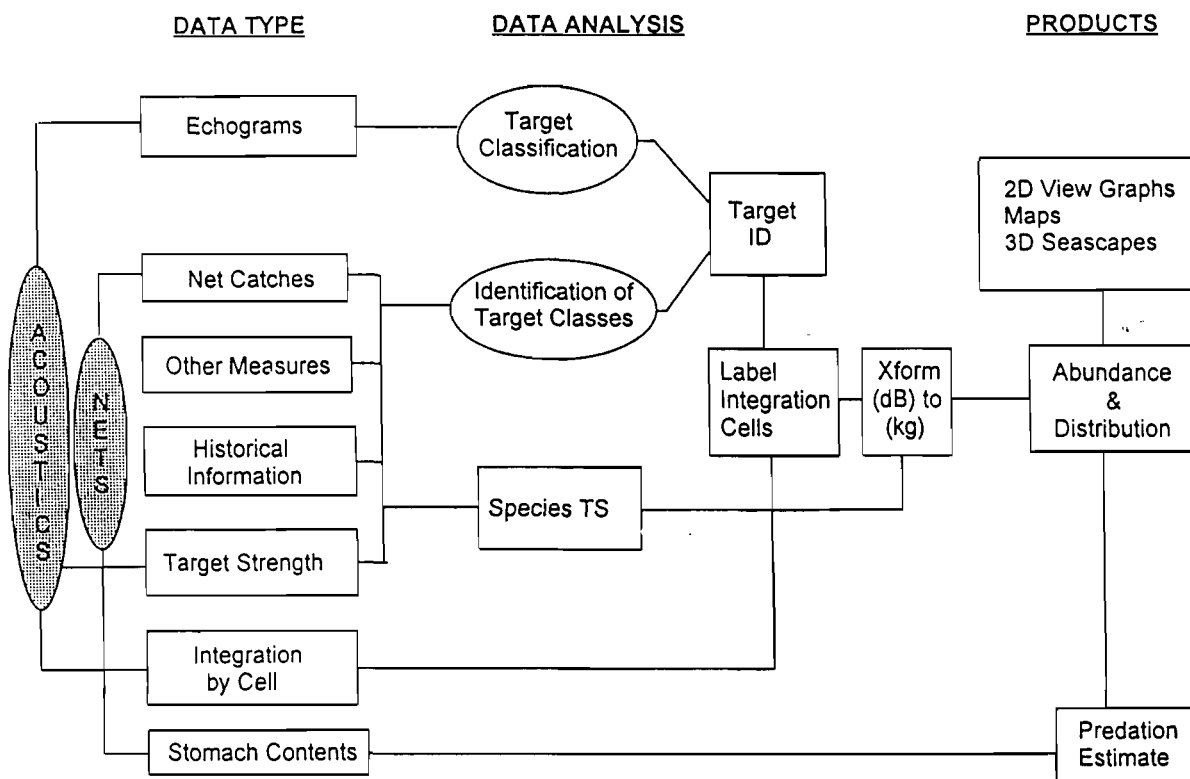 DATA TYPE
DATA ANALYSIS
PRODUCTS
Echograms
Target
Classification
Target
ID
2D View Graphs
Maps
3D Seascapes
Net Catches
Identification of
Target Classes
ACOUSTICS
NETS
Other Measures
Label
Integration
Cells
Xform
(dB) to
(kg)
Abundance
&
Distribution
Historical
Information
Species TS
Target Strength
Integration
by Cell
Stomach Contents
Predation
Estimate